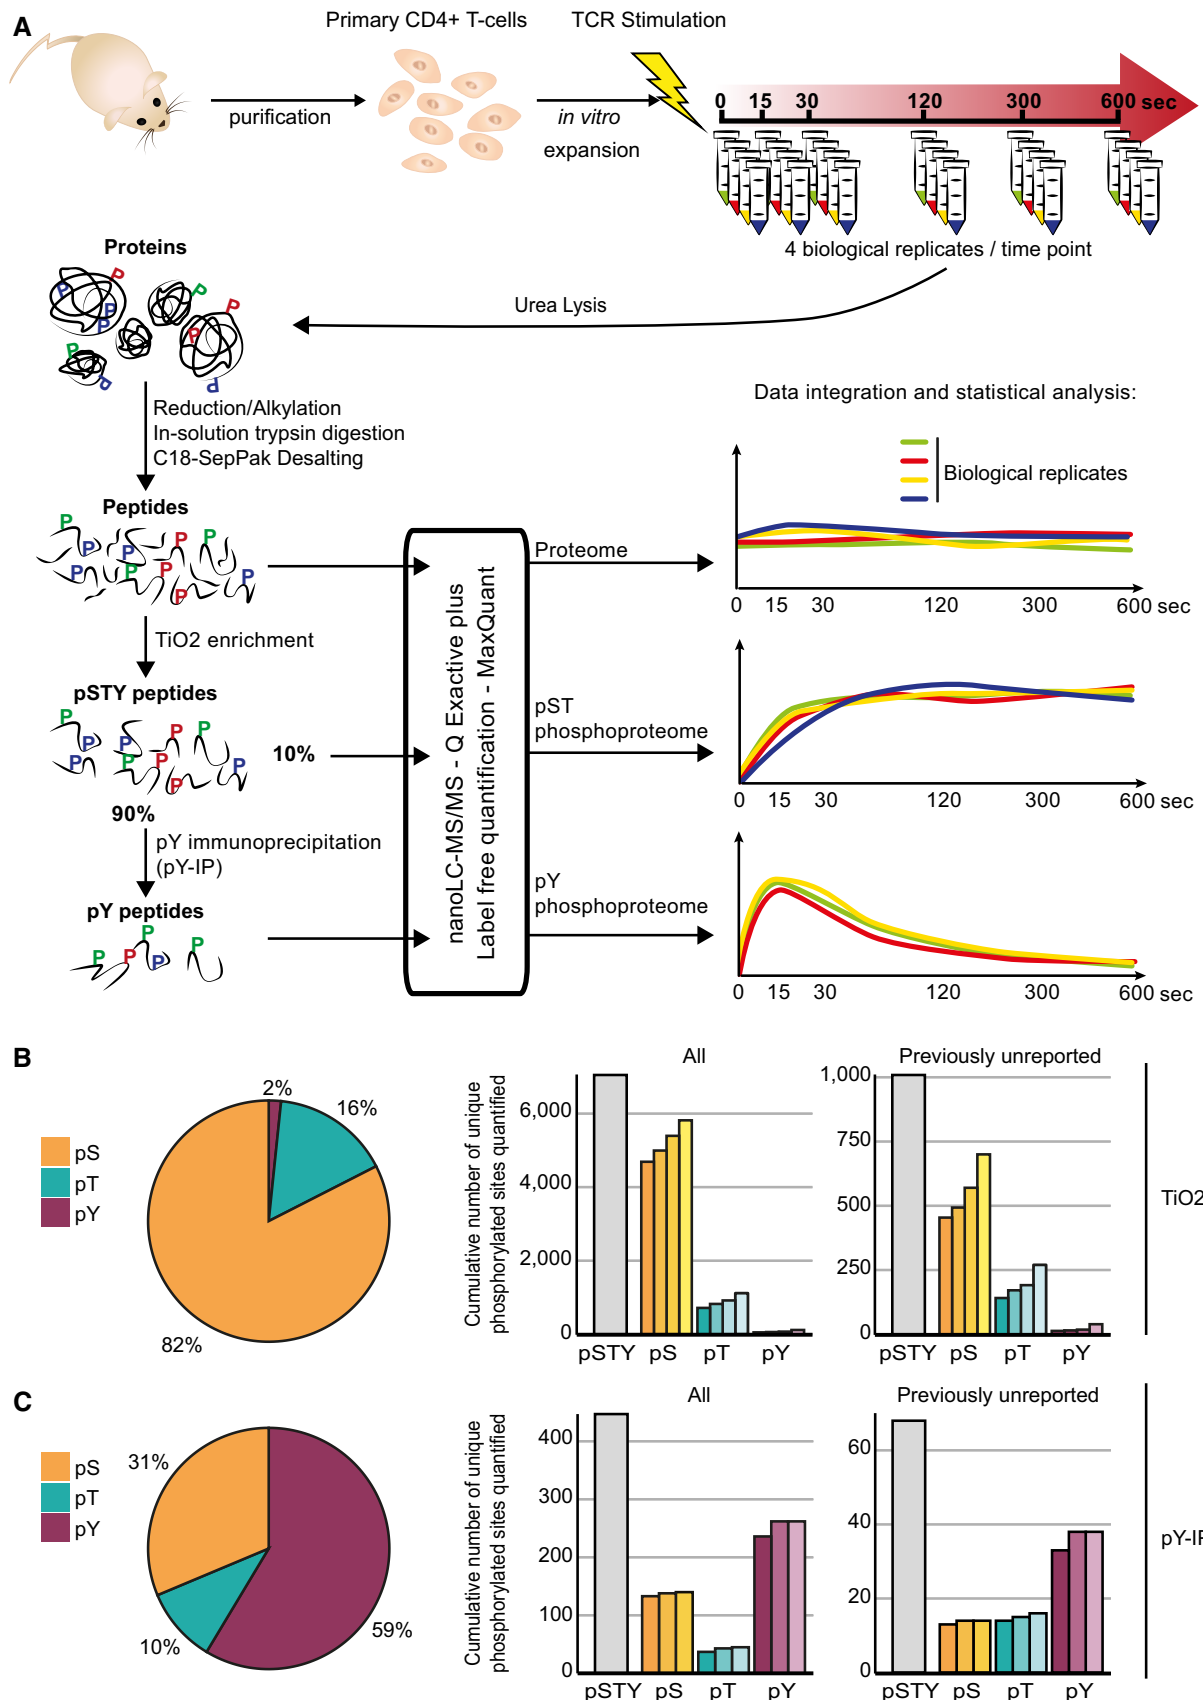 A
Primary CD4+ T-cells
TCR Stimulation
purification
in vitro
expansion
0 15 30 120 300 600 sec
4 biological replicates / time point
Proteins
P P P P P P P P P P P
Urea Lysis
Reduction/Alkylation
In-solution trypsin digestion
C18-SepPak Desalting
Data integration and statistical analysis:
Biological replicates
Peptides
P P P P P P P P P P
Proteome
0 15 30 120 300 600 sec
TiO2 enrichment
pSTY peptides
P P P P P P P P P P
10%
90%
nanoLC-MS/MS - Q Exactive plus
Label free quantification - MaxQuant
pST
phosphoproteome
0 15 30 120 300 600 sec
pY immunoprecipitation
(pY-IP)
pY peptides
P P P P P
pY
phosphoproteome
0 15 30 120 300 600 sec
B
pS
pT
pY
2%
16%
82%
Cumulative number of unique
phosphorylated sites quantified
All
6,000
4,000
2,000
0
pSTY pS pT pY
Previously unreported
1,000
750
500
250
0
pSTY pS pT pY
TiO2
C
pS
pT
pY
31%
10%
59%
Cumulative number of unique
phosphorylated sites quantified
All
400
300
200
100
0
pSTY pS pT pY
Previously unreported
60
40
20
0
pSTY pS pT pY
pY-IP